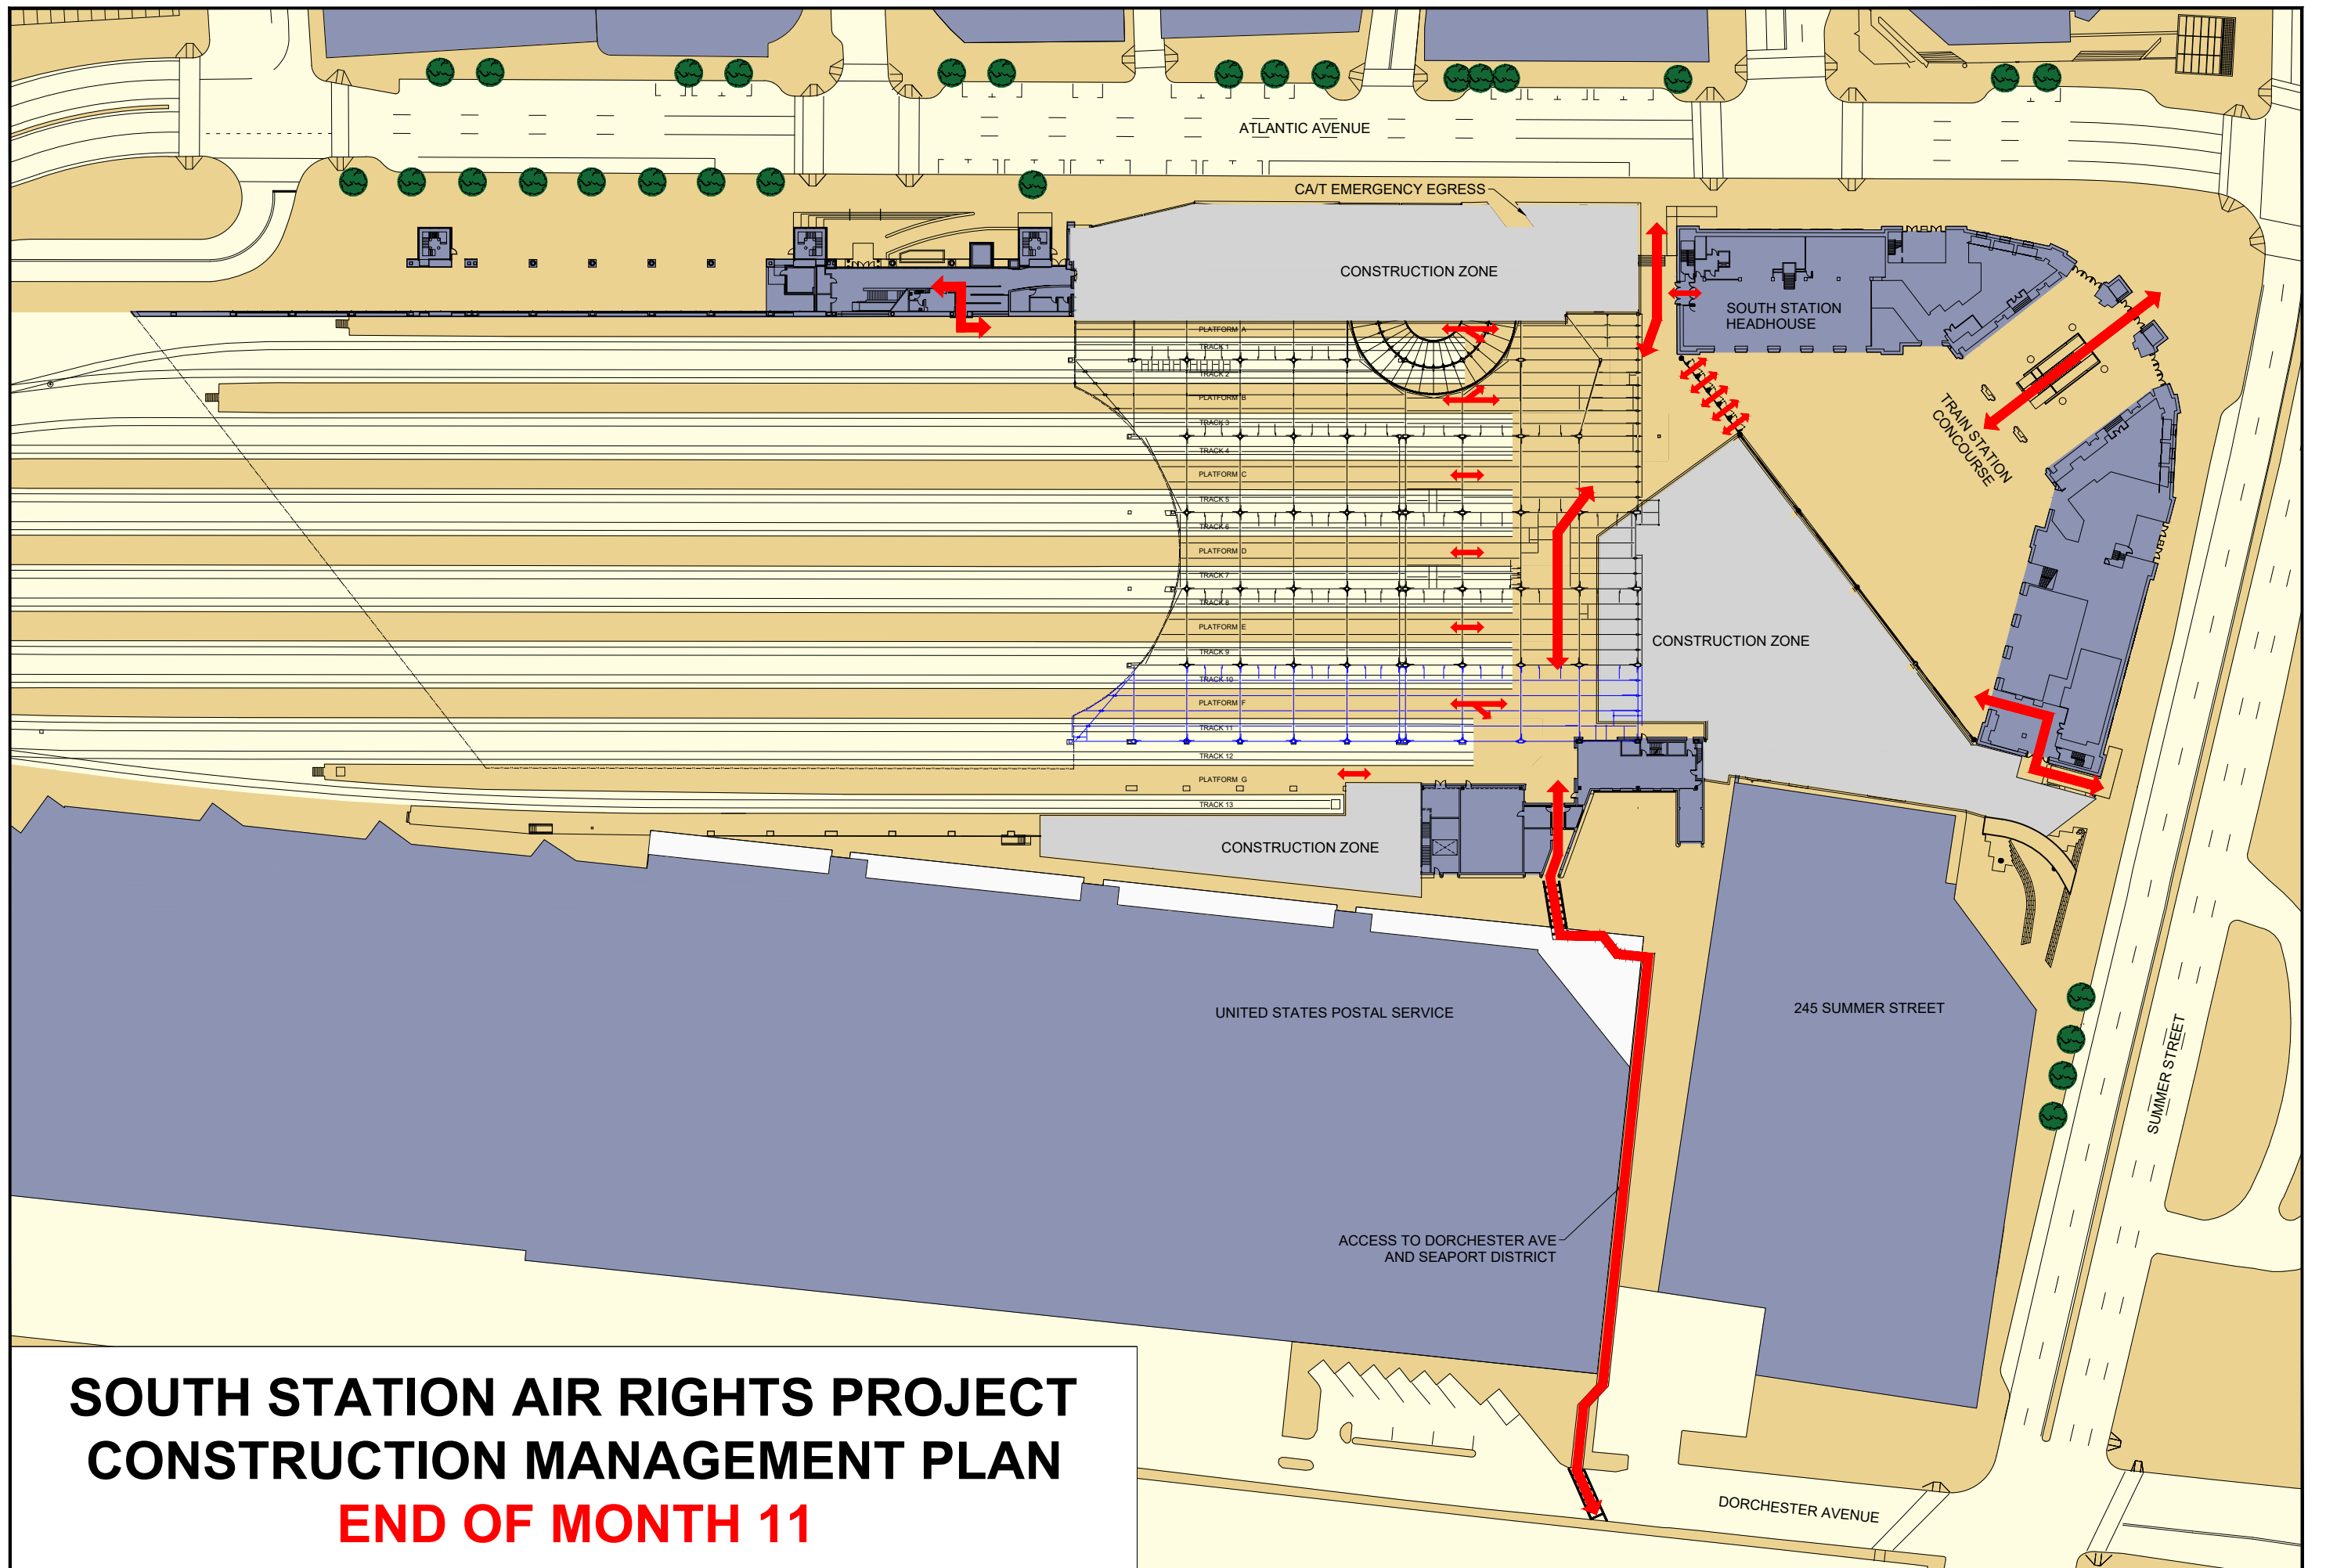 ATLANTIC AVENUE
CA/T EMERGENCY EGRESS
CONSTRUCTION ZONE
SOUTH STATION
HEADHOUSE
PLATFORM A
TRACK 1
TRACK 2
PLATFORM B
TRACK 3
TRACK 4
PLATFORM C
TRACK 5
TRACK 6
PLATFORM D
TRACK 7
TRACK 8
PLATFORM E
TRACK 9
TRACK 10
PLATFORM F
TRACK 11
TRACK 12
PLATFORM G
TRACK 13
TRAIN STATION
CONCOURSE
CONSTRUCTION ZONE
CONSTRUCTION ZONE
UNITED STATES POSTAL SERVICE
245 SUMMER STREET
SUMMER STREET
ACCESS TO DORCHESTER AVE
AND SEAPORT DISTRICT
DORCHESTER AVENUE
SOUTH STATION AIR RIGHTS PROJECT
CONSTRUCTION MANAGEMENT PLAN
END OF MONTH 11